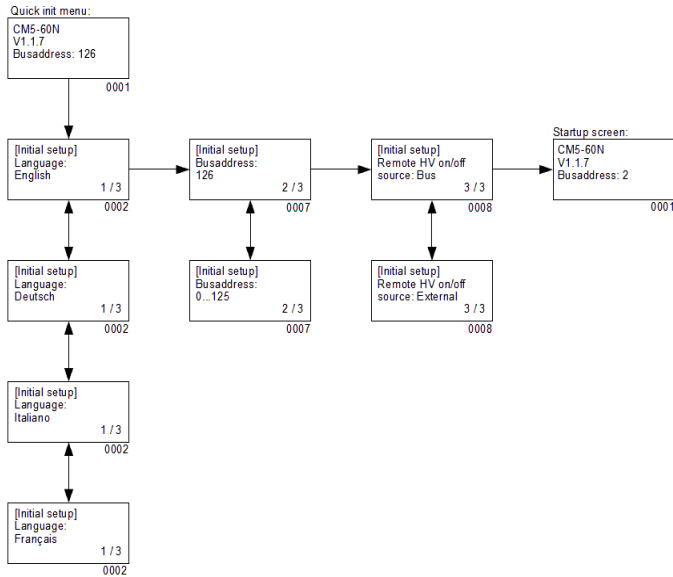 Quick init menu:
CM5-60N
V1.1.7
Busaddress: 126
0001
[Initial setup]
Language:
English
1 / 3
0002
[Initial setup]
Busaddress:
126
2 / 3
0007
[Initial setup]
Remote HV on/off
source: Bus
3 / 3
0008
Startup screen:
CM5-60N
V1.1.7
Busaddress: 2
0001
[Initial setup]
Language:
Deutsch
1 / 3
0002
[Initial setup]
Busaddress:
0...125
2 / 3
0007
[Initial setup]
Remote HV on/off
source: External
3 / 3
0008
[Initial setup]
Language:
Italiano
1 / 3
0002
[Initial setup]
Language:
Français
1 / 3
0002